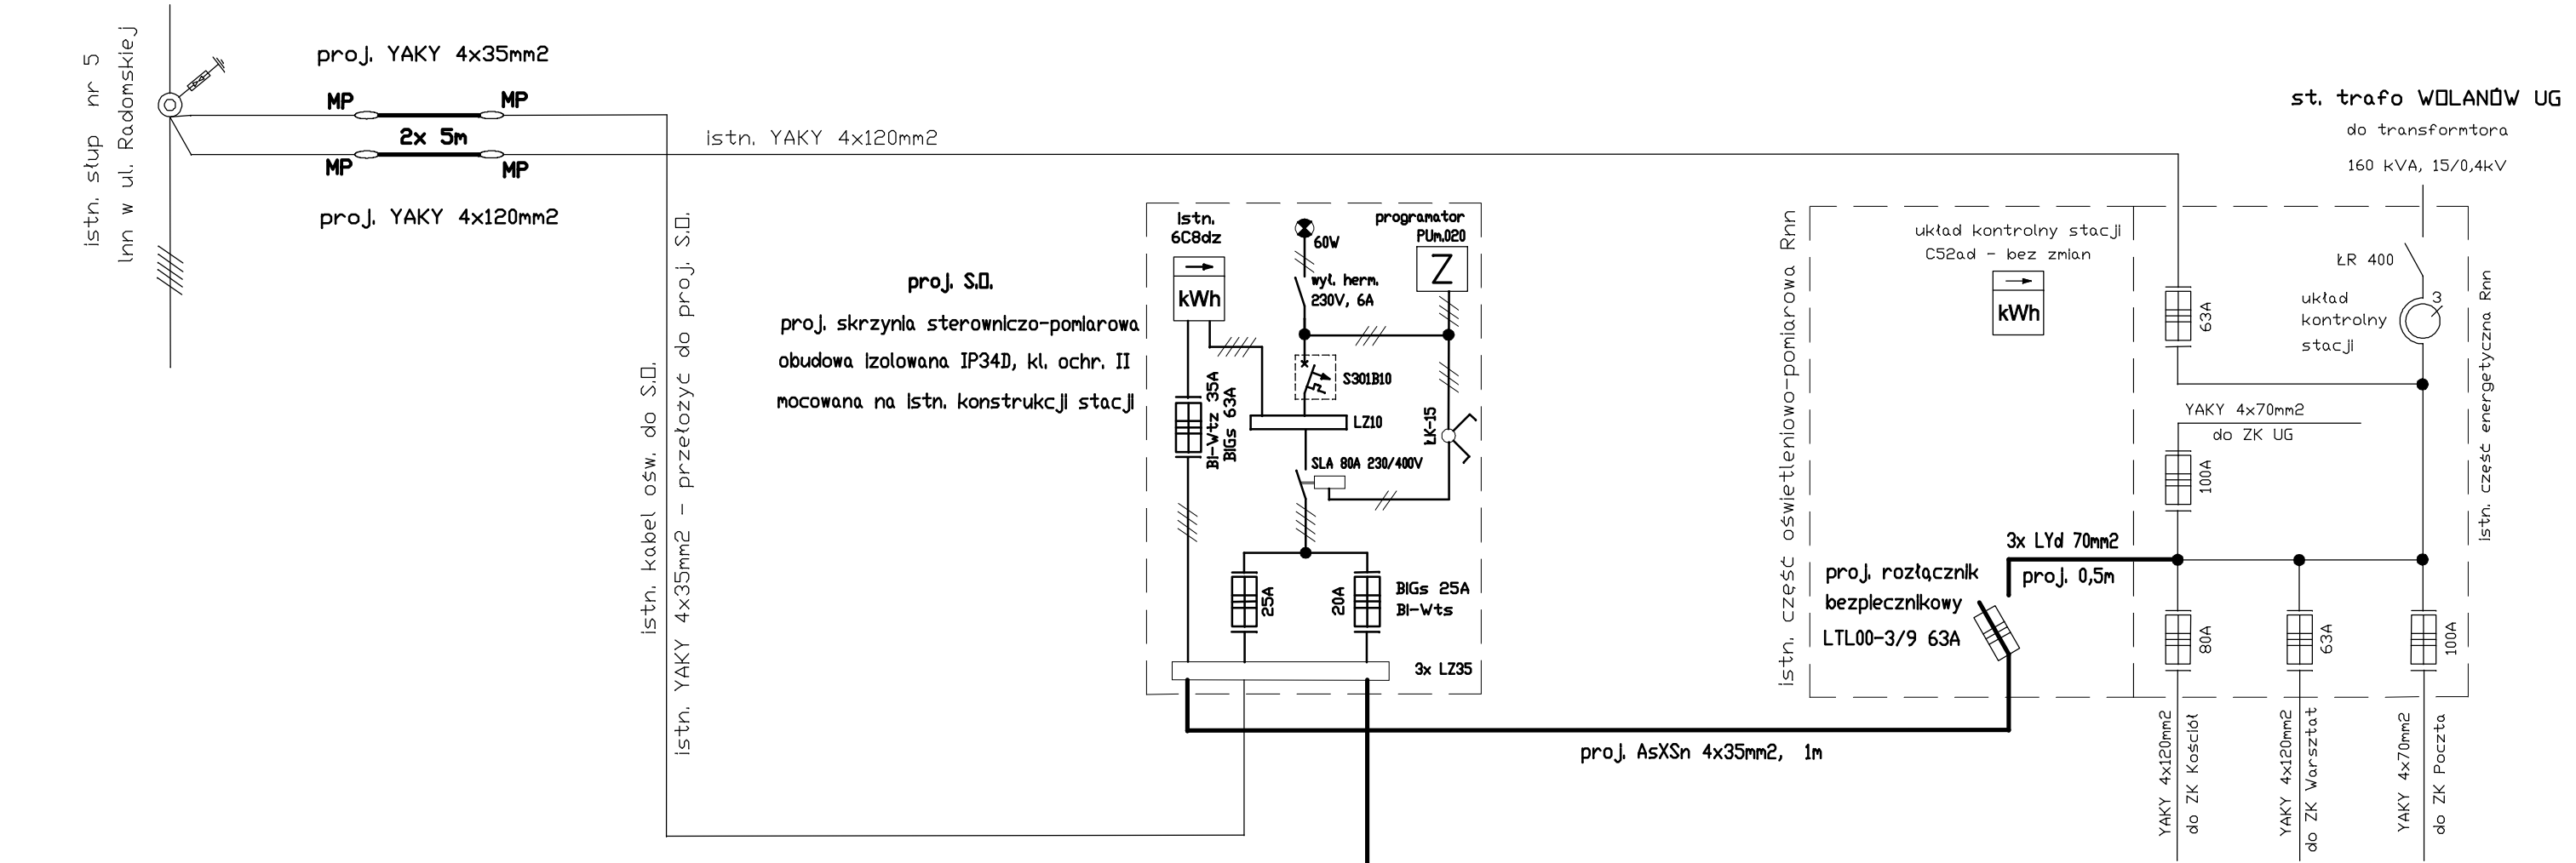 istn. słup nr 5
lnn w ul. Radomskiej
proj. YAKY 4x35mm2
MP
MP
2x 5m
MP
MP
proj. YAKY 4x120mm2
istn. YAKY 4x120mm2
istn. kabel ośw. do S.O.
istn. YAKY 4x35mm2 - przełożyć do proj. S.O.
proj. S.O.
proj. skrzynia sterowniczo-pomiarowa
obudowa izolowana IP34D, kl. ochr. II
mocowana na istn. konstrukcji stacji
Istn.
6C8dz
kWh
60W
programator
PUm.020
Z
wył. herm.
230V, 6A
S301B10
Bi-Wtz 35A
BiGs 63A
LZ10
ŁK-15
SLA 80A 230/400V
25A
20A
BiGs 25A
Bi-Wts
3x LZ35
proj. AsXSn 4x35mm2, 1m
st. trafo WOLANÓW UG
do transformtora
160 kVA, 15/0,4kV
istn. część oświetleniowo-pomiarowa Rnn
układ kontrolny stacji
C52ad - bez zmian
kWh
63A
ŁR 400
układ
kontrolny
stacji
3
istn. część energetyczna Rnn
YAKY 4x70mm2
do ZK UG
100A
3x LYd 70mm2
proj. 0,5m
proj. rozłącznik
bezpiecznikowy
LTL00-3/9 63A
80A
63A
100A
YAKY 4x120mm2
do ZK Kościół
YAKY 4x120mm2
do ZK Warsztat
YAKY 4x70mm2
do ZK Poczta